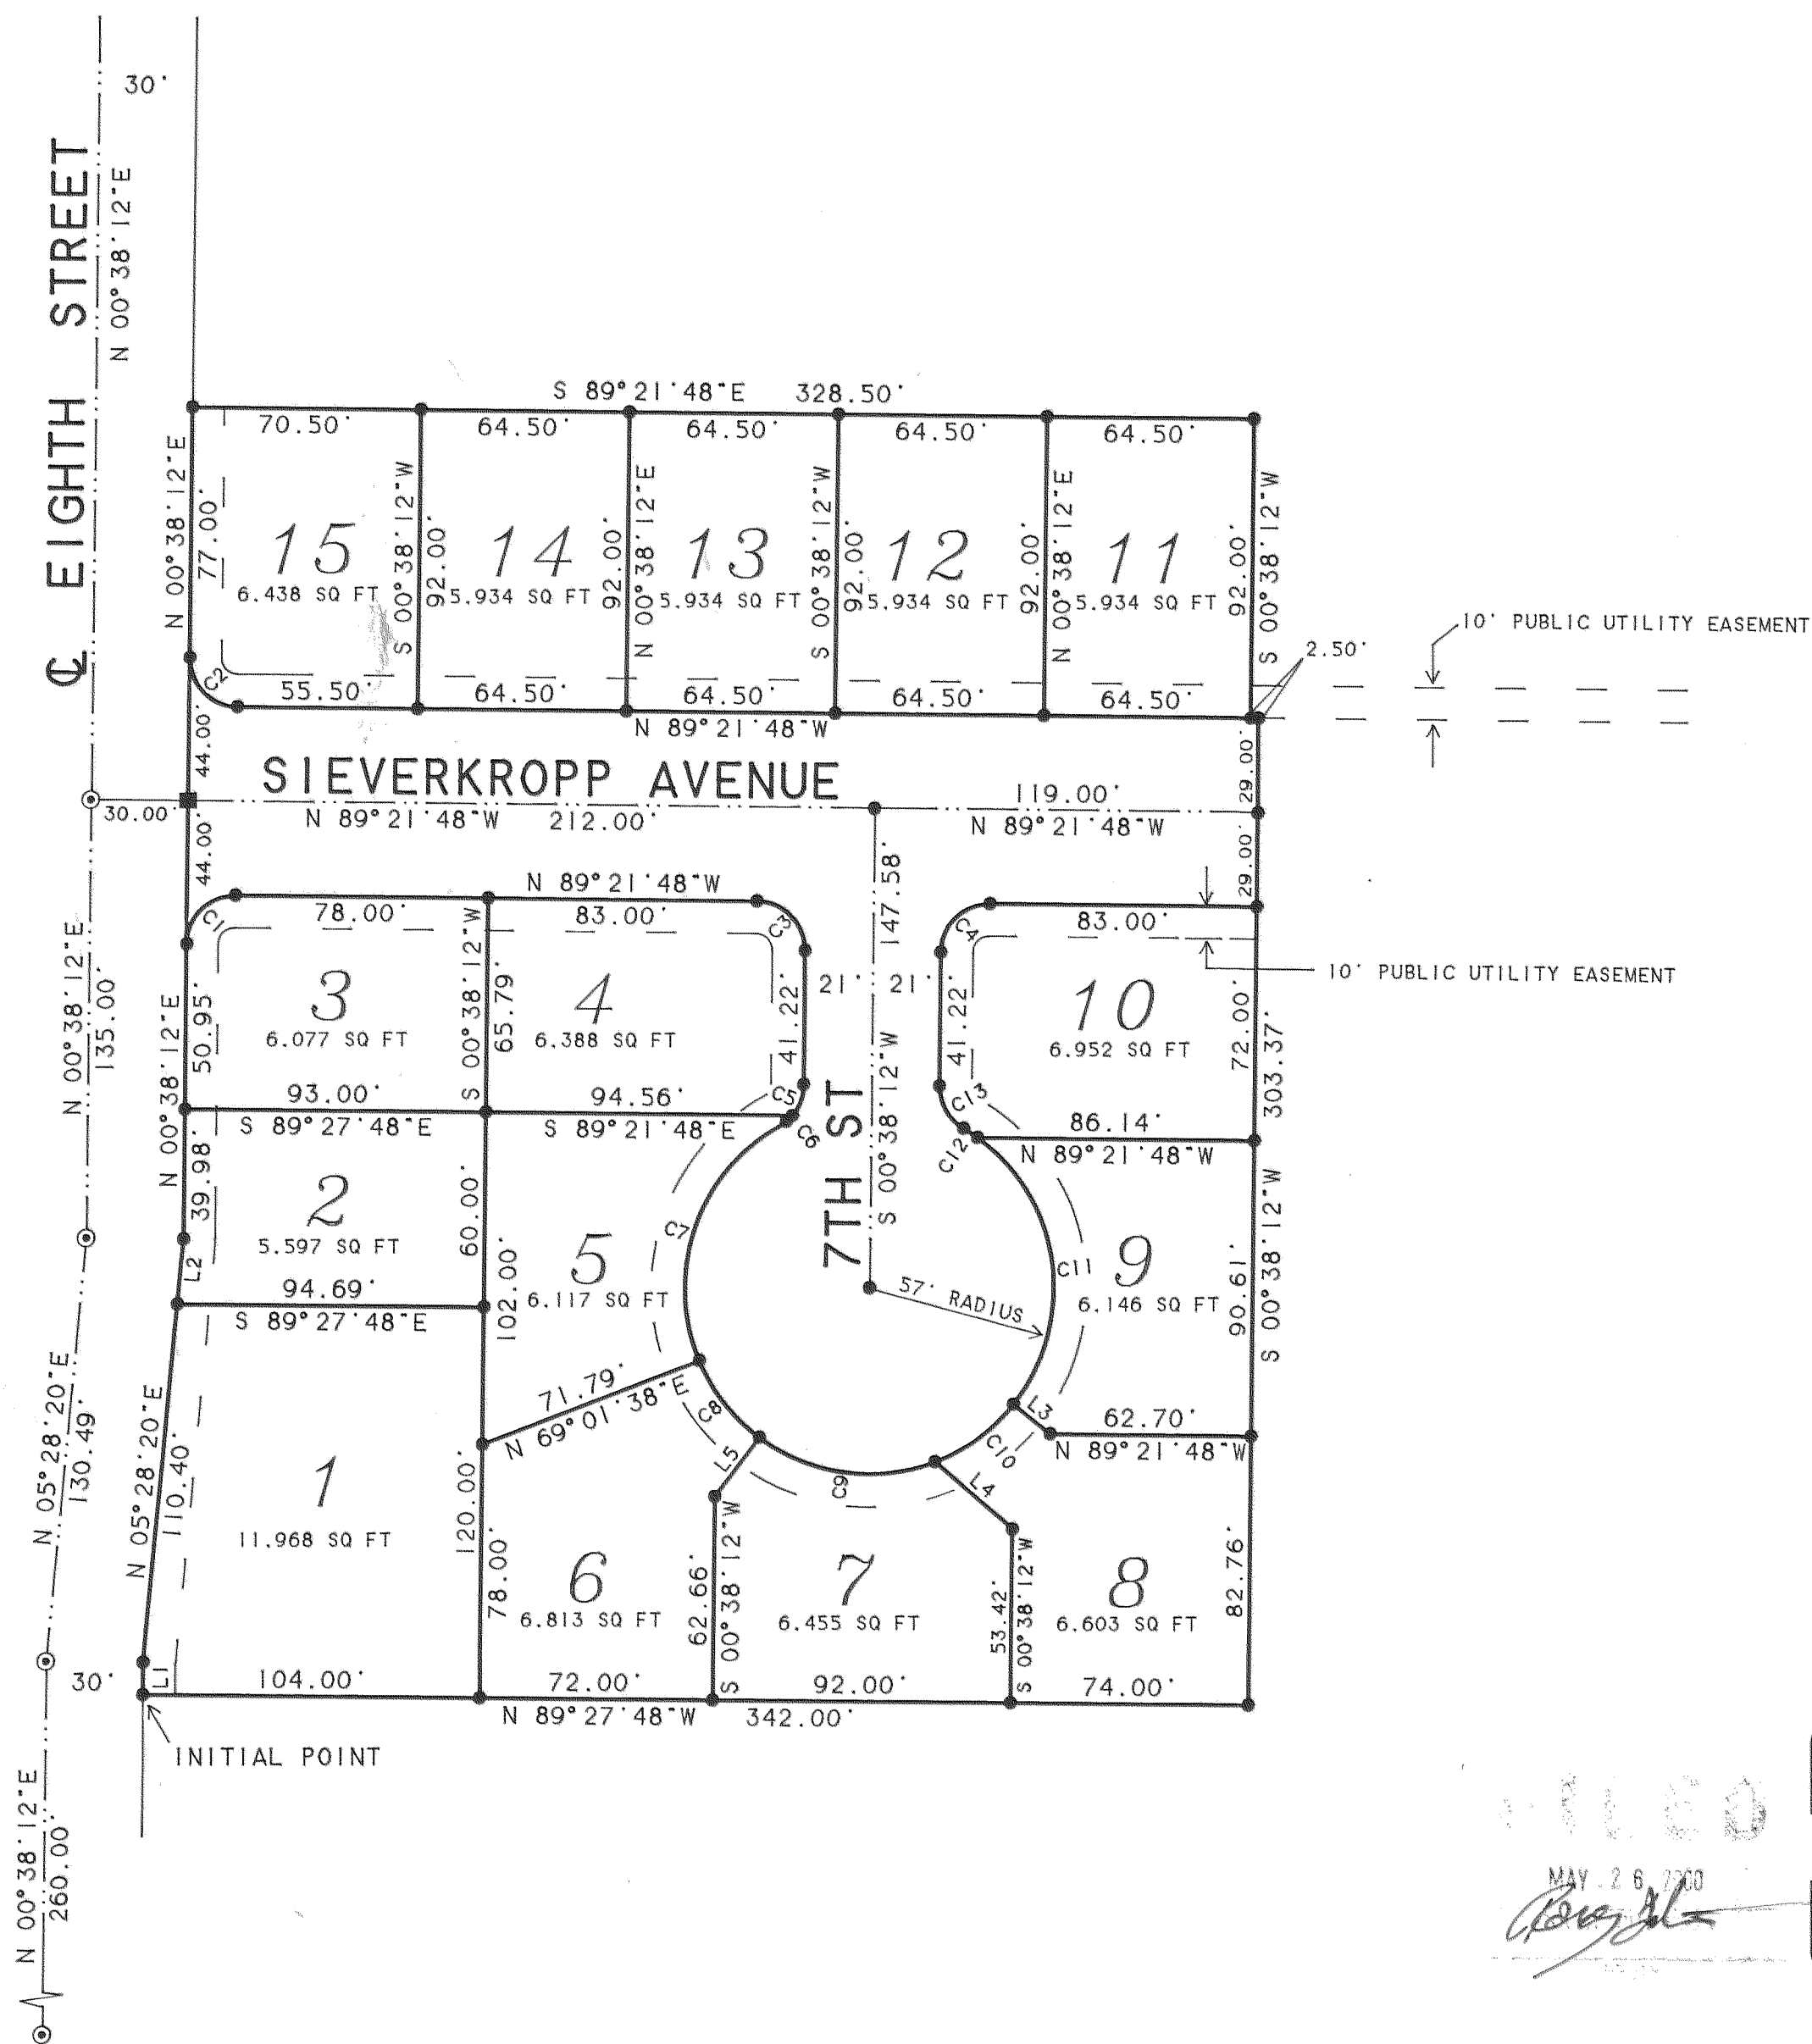 30'
℄ EIGHTH STREET
N 00°38'12"E
S 89°21'48"E 328.50'
70.50'
64.50'
64.50'
64.50'
64.50'
N 00°38'12"E
77.00'
15
6.438 SQ FT
S 00°38'12"W
92.00'
14
5.934 SQ FT
92.00'
N 00°38'12"E
13
5.934 SQ FT
S 00°38'12"W
92.00'
12
5.934 SQ FT
92.00'
N 00°38'12"E
11
5.934 SQ FT
92.00'
S 00°38'12"W
10' PUBLIC UTILITY EASEMENT
2.50'
C2
55.50'
64.50'
64.50'
64.50'
64.50'
N 89°21'48"W
44.00'
SIEVERKROPP AVENUE
29.00'
30.00'
N 89°21'48"W 212.00'
119.00'
N 89°21'48"W
44.00'
29.00'
N 89°21'48"W
C1
78.00'
83.00'
C3
147.58'
C4
83.00'
10' PUBLIC UTILITY EASEMENT
N 00°38'12"E
135.00'
N 00°38'12"E
50.95'
3
6.077 SQ FT
S 00°38'12"W
65.79'
4
6.388 SQ FT
41.22'
21' 21'
41.22'
10
6.952 SQ FT
72.00'
303.37'
93.00'
S 89°27'48"E
94.56'
S 89°21'48"E
C5
C6
7TH ST
S 00°38'12"W
C13
C12
86.14'
N 89°21'48"W
39.98'
L2
2
5.597 SQ FT
60.00'
102.00'
94.69'
S 89°27'48"E
5
6.117 SQ FT
C7
57' RADIUS
C11
9
6.146 SQ FT
90.61'
S 00°38'12"W
71.79'
N 69°01'38"E
C8
L5
C9
C10
L3
L4
62.70'
N 89°21'48"W
N 05°28'20"E
130.49'
N 05°28'20"E
110.40'
1
11.968 SQ FT
120.00'
78.00'
6
6.813 SQ FT
62.66'
S 00°38'12"W
7
6.455 SQ FT
53.42'
S 00°38'12"W
8
6.603 SQ FT
82.76'
30'
L1
104.00'
72.00'
92.00'
74.00'
N 89°27'48"W 342.00'
INITIAL POINT
N 00°38'12"E
260.00'
MAY 26 2000